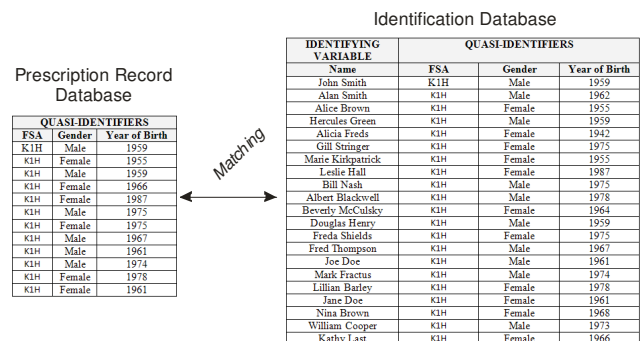 Identification Database
Prescription Record
Database
QUASI-IDENTIFIERS
FSA Gender Year of Birth
K1H Male 1959
K1H Female 1955
K1H Male 1959
K1H Female 1966
K1H Female 1987
K1H Male 1975
K1H Female 1975
K1H Male 1967
K1H Male 1961
K1H Male 1974
K1H Female 1978
K1H Female 1961
Matching
IDENTIFYING VARIABLE QUASI-IDENTIFIERS
Name FSA Gender Year of Birth
John Smith K1H Male 1959
Alan Smith K1H Male 1962
Alice Brown K1H Female 1955
Hercules Green K1H Male 1959
Alicia Freds K1H Female 1942
Gill Stringer K1H Female 1975
Marie Kirkpatrick K1H Female 1955
Leslie Hall K1H Female 1987
Bill Nash K1H Male 1975
Albert Blackwell K1H Male 1978
Beverly McCulsky K1H Female 1964
Douglas Henry K1H Male 1959
Freda Shields K1H Female 1975
Fred Thompson K1H Male 1967
Joe Doe K1H Male 1961
Mark Fractus K1H Male 1974
Lillian Barley K1H Female 1978
Jane Doe K1H Female 1961
Nina Brown K1H Female 1968
William Cooper K1H Male 1973
Kathy Last K1H Female 1966